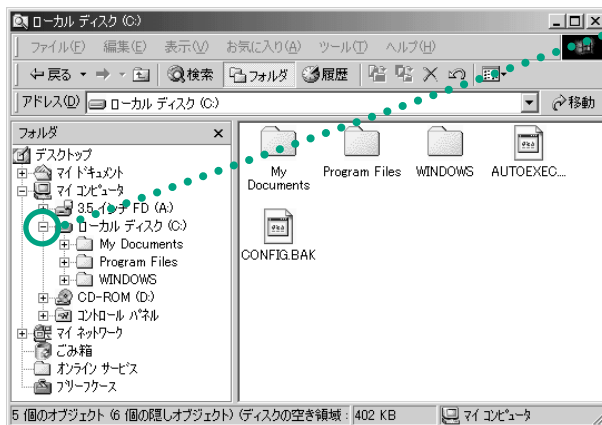 ローカル ディスク (C:)
ファイル(F) 編集(E) 表示(V) お気に入り(A) ツール(T) ヘルプ(H)
戻る 検索 フォルダ 履歴
アドレス(D) ローカル ディスク (C:) 移動
フォルダ
デスクトップ
マイ ドキュメント
マイ コンピュータ
3.5 インチ FD (A:)
ローカル ディスク (C:)
My Documents
Program Files
WINDOWS
CD-ROM (D:)
コントロール パネル
マイ ネットワーク
ごみ箱
オンライン サービス
ブリーフケース
My Documents
Program Files
WINDOWS
AUTOEXEC...
CONFIG.BAK
5 個のオブジェクト (6 個の隠しオブジェクト) (ディスクの空き領域: 402 KB マイ コンピュータ